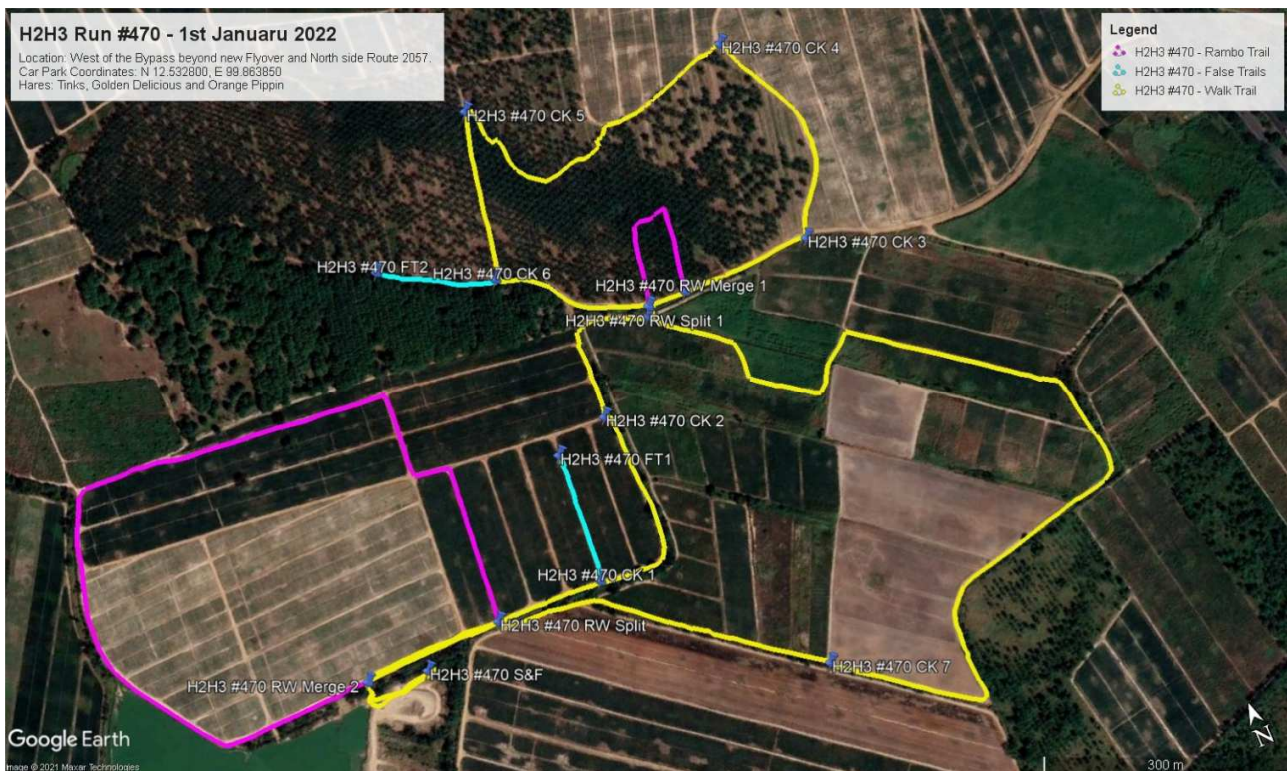 H2H3 Run #470 - 1st Januaru 2022
Location: West of the Bypass beyond new Flyover and North side Route 2057.
Car Park Coordinates: N 12.532800, E 99.863850
Hares: Tinks, Golden Delicious and Orange Pippin
Legend
H2H3 #470 - Rambo Trail
H2H3 #470 - False Trails
H2H3 #470 - Walk Trail
H2H3 #470 CK 4
H2H3 #470 CK 5
H2H3 #470 CK 3
H2H3 #470 FT2
H2H3 #470 CK 6
H2H3 #470 RW Merge 1
H2H3 #470 RW Split 1
H2H3 #470 CK 2
H2H3 #470 FT1
H2H3 #470 CK 1
H2H3 #470 RW Split
H2H3 #470 CK 7
H2H3 #470 S&F
H2H3 #470 RW Merge 2
N
Google Earth
Image © 2021 Maxar Technologies
300 m